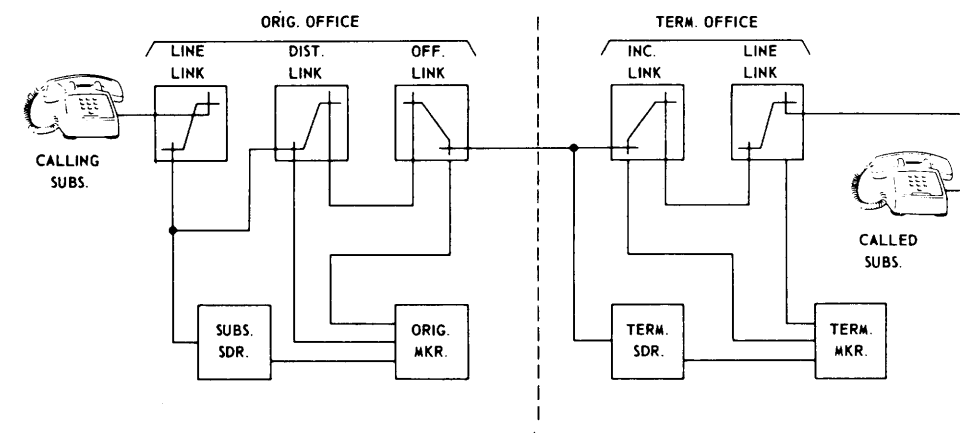 ORIG. OFFICE
TERM. OFFICE
LINE
LINK
DIST.
LINK
OFF.
LINK
INC.
LINK
LINE
LINK
CALLING
SUBS.
CALLED
SUBS.
SUBS.
SDR.
ORIG.
MKR.
TERM.
SDR.
TERM.
MKR.